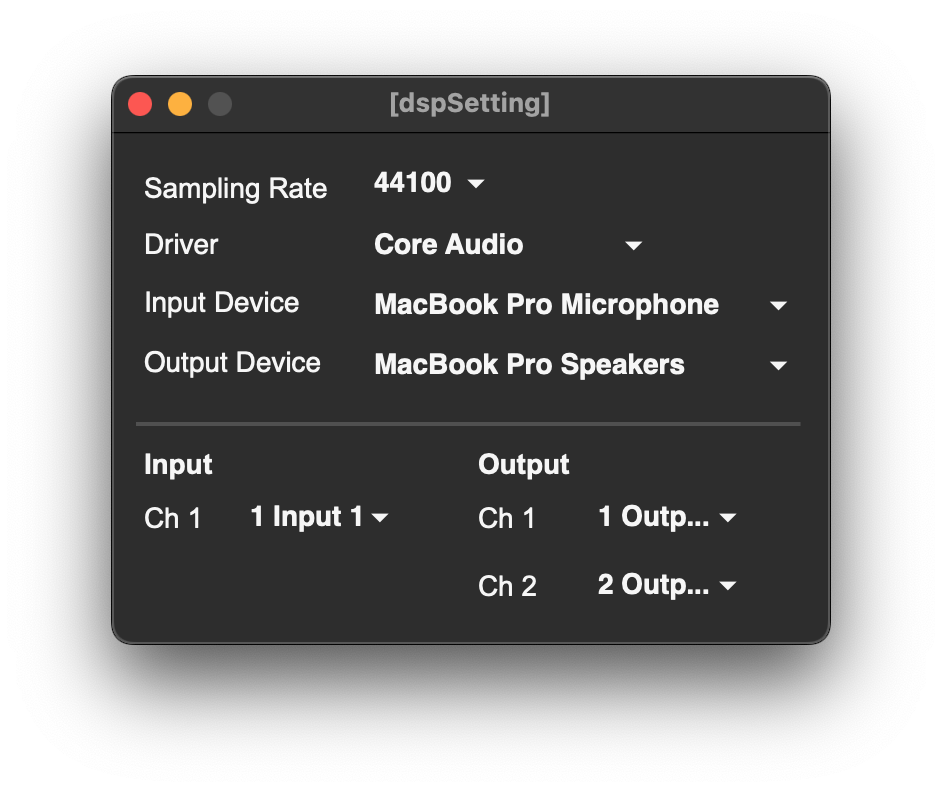 [dspSetting]
Sampling Rate 44100
Driver Core Audio
Input Device MacBook Pro Microphone
Output Device MacBook Pro Speakers
Input Output
Ch 1 1 Input 1 Ch 1 1 Outp...
Ch 2 2 Outp...